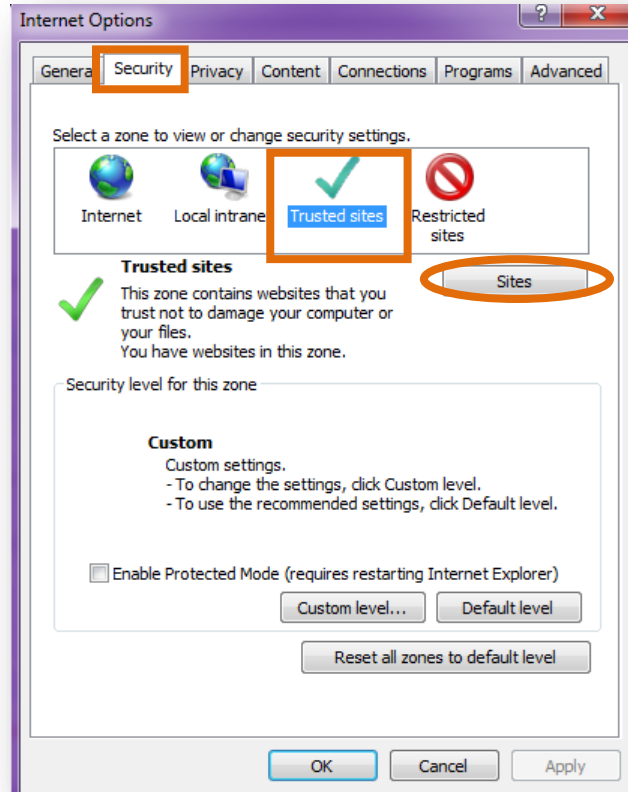 Internet Options
?
X
General Security Privacy Content Connections Programs Advanced
Select a zone to view or change security settings.
Internet Local intrane Trusted sites Restricted
sites
Trusted sites
Sites
This zone contains websites that you
trust not to damage your computer or
your files.
You have websites in this zone.
Security level for this zone
Custom
Custom settings.
- To change the settings, click Custom level.
- To use the recommended settings, click Default level.
Enable Protected Mode (requires restarting Internet Explorer)
Custom level... Default level
Reset all zones to default level
OK Cancel Apply